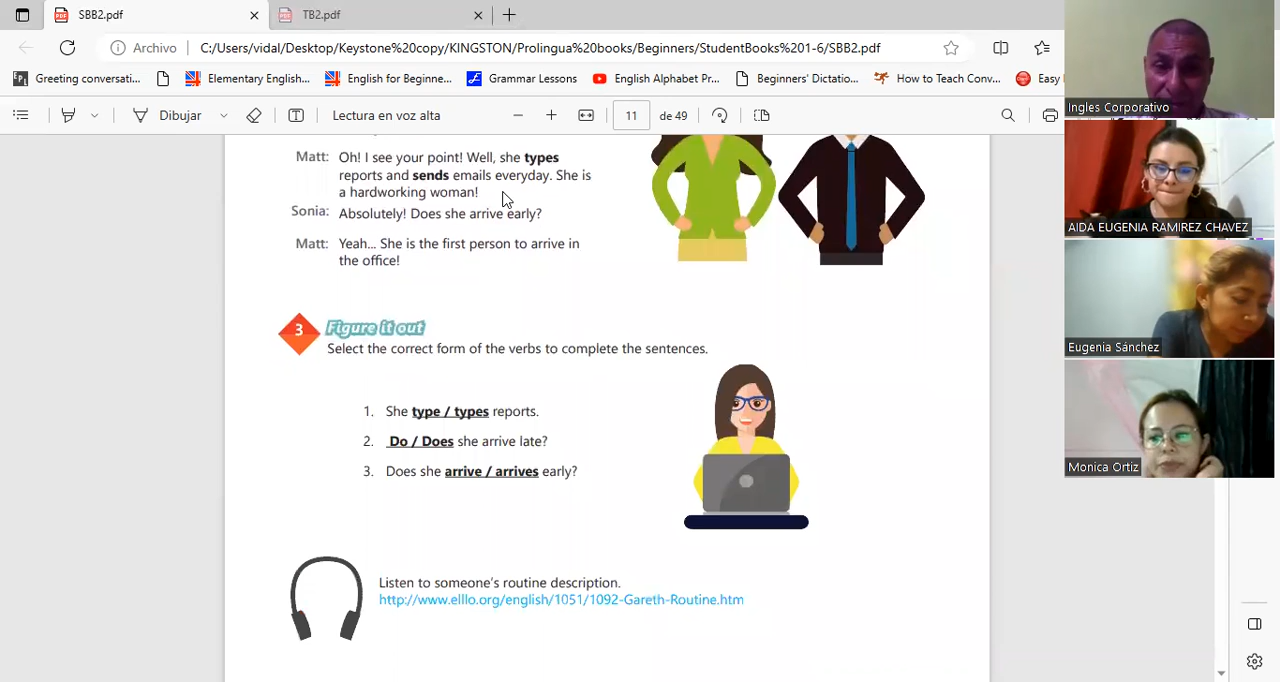 SBB2.pdf
TB2.pdf
Archivo
C:/Users/vidal/Desktop/Keystone%20copy/KINGSTON/Prolingua%20books/Beginners/StudentBooks%201-6/SBB2.pdf
Greeting conversati...
Elementary English...
English for Beginne...
Grammar Lessons
English Alphabet Pr...
Beginners' Dictatio...
How to Teach Conv...
Easy
Dibujar
Lectura en voz alta
11
de 49
Matt: Oh! I see your point! Well, she types
reports and sends emails everyday. She is
a hardworking woman!
Sonia: Absolutely! Does she arrive early?
Matt: Yeah... She is the first person to arrive in
the office!
3
Figure it out
Select the correct form of the verbs to complete the sentences.
1. She type / types reports.
2. Do / Does she arrive late?
3. Does she arrive / arrives early?
Listen to someone's routine description.
http://www.elllo.org/english/1051/1092-Gareth-Routine.htm
Ingles Corporativo
AIDA EUGENIA RAMIREZ CHAVEZ
Eugenia Sánchez
Monica Ortiz